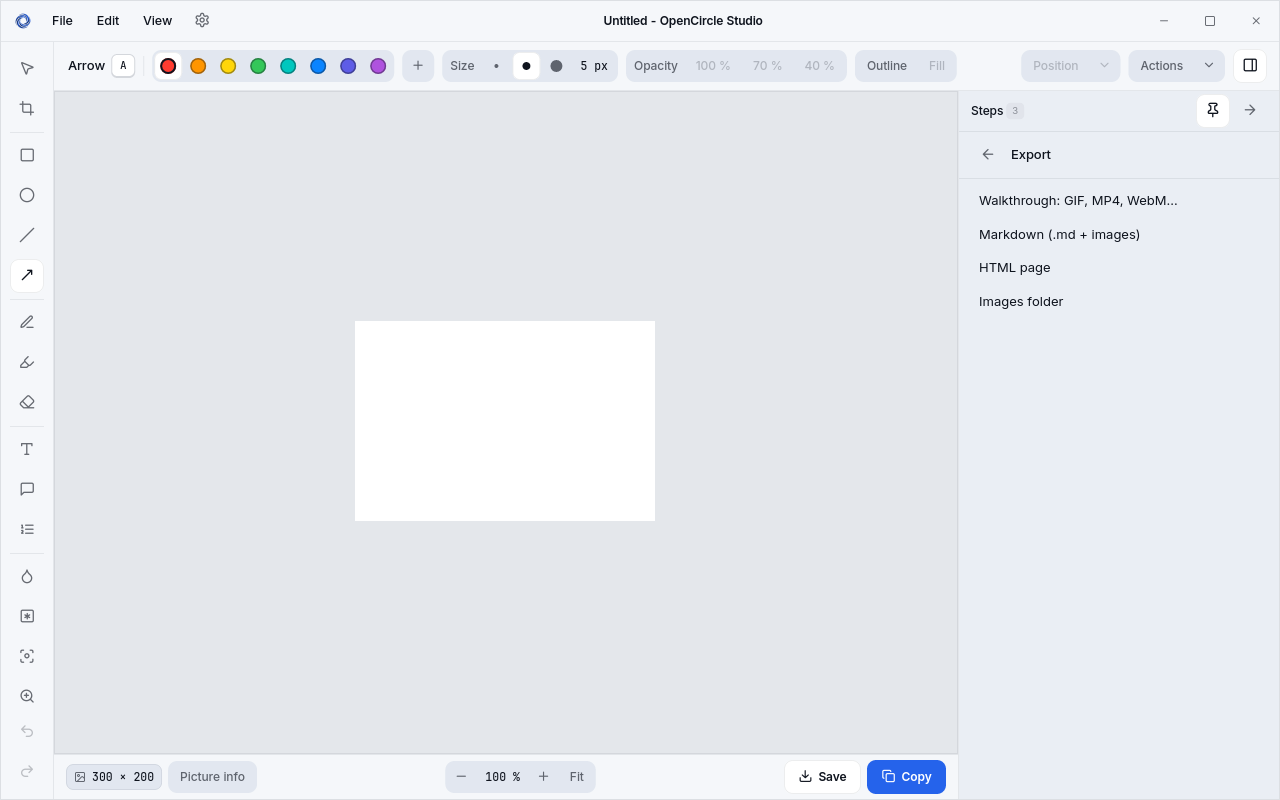 File Edit View Untitled - OpenCircle Studio
Arrow A Size 5 px Opacity 100 % 70 % 40 % Outline Fill Position Actions
Steps 3
Export
Walkthrough: GIF, MP4, WebM...
Markdown (.md + images)
HTML page
Images folder
300 × 200 Picture info 100 % Fit Save Copy